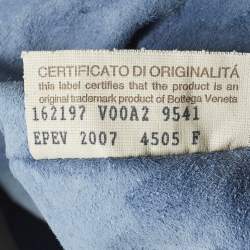 CERTIFICATO DI ORIGINALITÁ
this label certifies that the product is an
original trademark product of Bottega Veneta
162197 V00A2 9541
EPEV 2007 4505 F